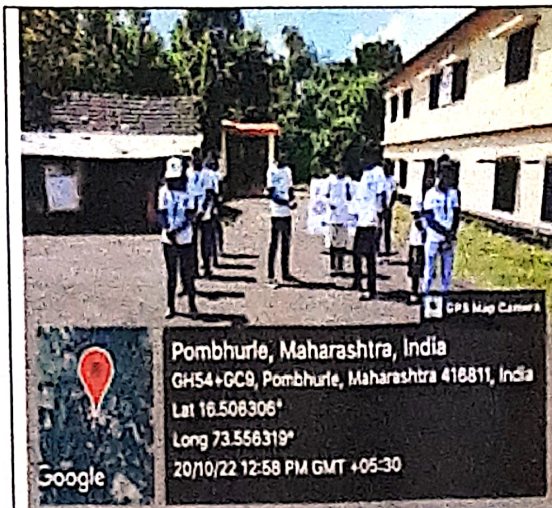 GPS Map Camera
Pombhurle, Maharashtra, India
GH54+GC9, Pombhurle, Maharashtra 416811, India
Lat 16.508306°
Long 73.556319°
20/10/22 12:58 PM GMT +05:30
Google